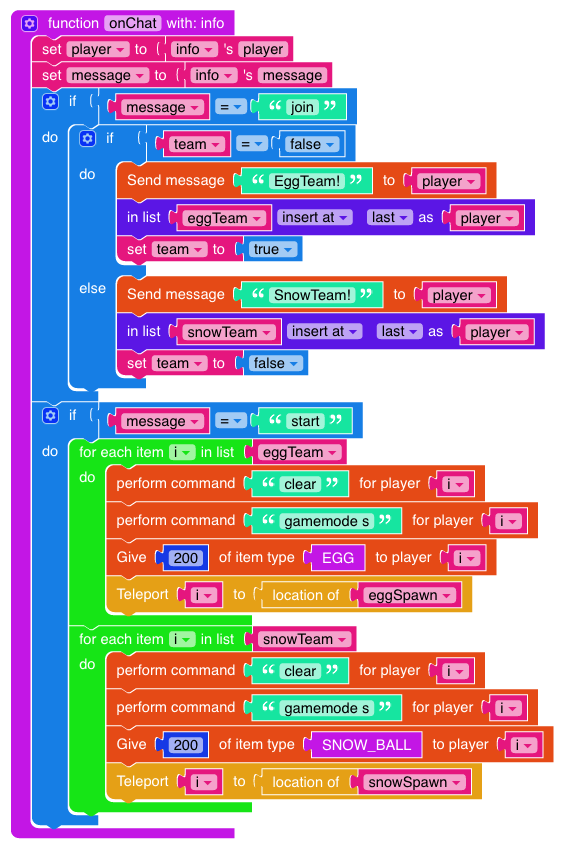 function onChat with: info
set player to info 's player
set message to info 's message
if message = “ join ”
do if team = false
do Send message “ EggTeam! ” to player
in list eggTeam insert at last as player
set team to true
else Send message “ SnowTeam! ” to player
in list snowTeam insert at last as player
set team to false
if message = “ start ”
do for each item i in list eggTeam
do perform command “ clear ” for player i
perform command “ gamemode s ” for player i
Give 200 of item type EGG to player i
Teleport i to location of eggSpawn
for each item i in list snowTeam
do perform command “ clear ” for player i
perform command “ gamemode s ” for player i
Give 200 of item type SNOW_BALL to player i
Teleport i to location of snowSpawn